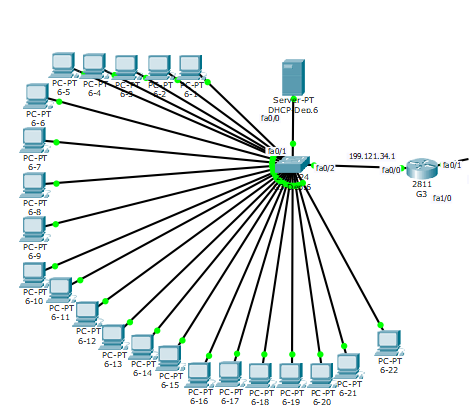 PC-PT
6-5
PC-PT
6-4
PC-PT
6-3
PC-PT
6-2
PC-PT
6-1
Server-PT
DHCP-Dep.6
fa0/0
PC-PT
6-6
PC-PT
6-7
PC-PT
6-8
PC-PT
6-9
PC-PT
6-10
PC-PT
6-11
PC-PT
6-12
PC-PT
6-13
PC-PT
6-14
PC-PT
6-15
PC-PT
6-16
PC-PT
6-17
PC-PT
6-18
PC-PT
6-19
PC-PT
6-20
PC-PT
6-21
PC-PT
6-22
fa0/1
fa0/2
199.121.34.1
fa0/0
fa0/1
2811
G3
fa1/0